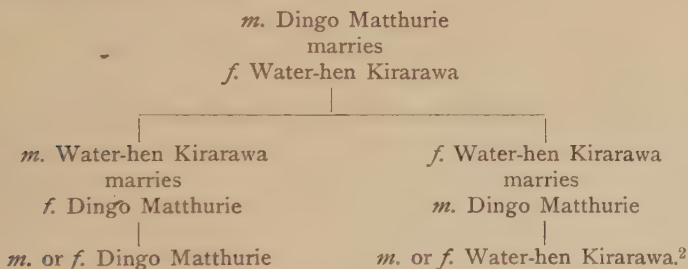 m. Dingo Matthurie
marries
f. Water-hen Kirarawa
m. Water-hen Kirarawa
marries
f. Dingo Matthurie
m. or f. Dingo Matthurie
f. Water-hen Kirarawa
marries
m. Dingo Matthurie
m. or f. Water-hen Kirarawa.²